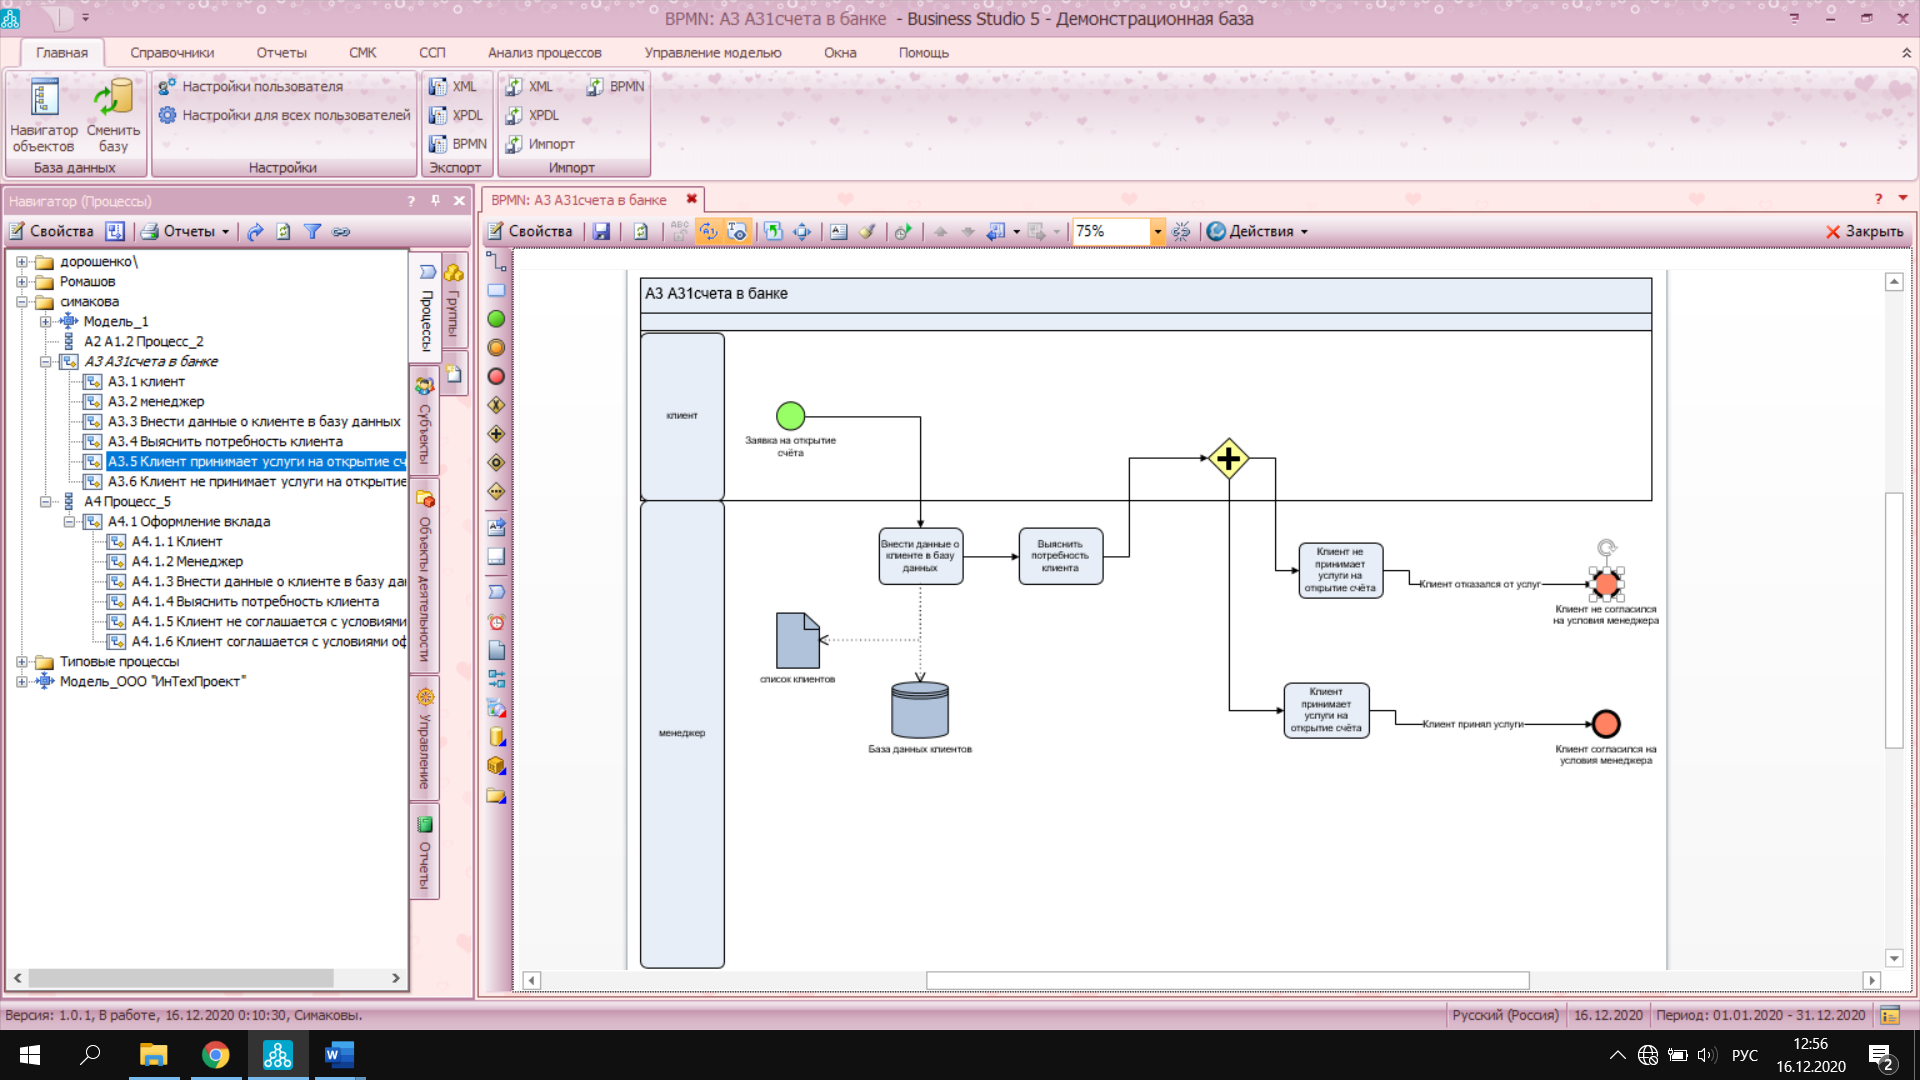 BPMN: A3 A31счета в банке - Business Studio 5 - Демонстрационная база
Главная
Справочники
Отчеты
СМК
ССП
Анализ процессов
Управление моделью
Окна
Помощь
Навигатор объектов
Сменить базу
База данных
Настройки пользователя
Настройки для всех пользователей
Настройки
XML
XPDL
BPMN
Экспорт
XML
BPMN
XPDL
Импорт
Импорт
Навигатор (Процессы)
Свойства
Отчеты
дорошенко\
Ромашов
симакова
Модель_1
A2 A1.2 Процесс_2
A3 A31счета в банке
A3.1 клиент
A3.2 менеджер
A3.3 Внести данные о клиенте в базу данных
A3.4 Выяснить потребность клиента
A3.5 Клиент принимает услуги на открытие сч
A3.6 Клиент не принимает услуги на открытие
A4 Процесс_5
A4.1 Оформление вклада
A4.1.1 Клиент
A4.1.2 Менеджер
A4.1.3 Внести данные о клиенте в базу да
A4.1.4 Выяснить потребность клиента
A4.1.5 Клиент не соглашается с условиями
A4.1.6 Клиент соглашается с условиями оф
Типовые процессы
Модель_ООО "ИнТехПроект"
Процессы
Субъекты
Объекты деятельности
Управление
Отчеты
Группы
BPMN: A3 A31счета в банке
Свойства
ABC
75%
Действия
Закрыть
A3 A31счета в банке
клиент
Заявка на открытие
счёта
менеджер
Внести данные о
клиенте в базу
данных
Выяснить
потребность
клиента
список клиентов
База данных клиентов
Клиент не
принимает
услуги на
открытие счёта
Клиент отказался от услуг
Клиент не согласился
на условия менеджера
Клиент
принимает
услуги на
открытие счёта
Клиент принял услуги
Клиент согласился на
условия менеджера
Версия: 1.0.1, В работе, 16.12.2020 0:10:30, Симаковы.
Русский (Россия)
16.12.2020
Период: 01.01.2020 - 31.12.2020
РУС
12:56
16.12.2020
2